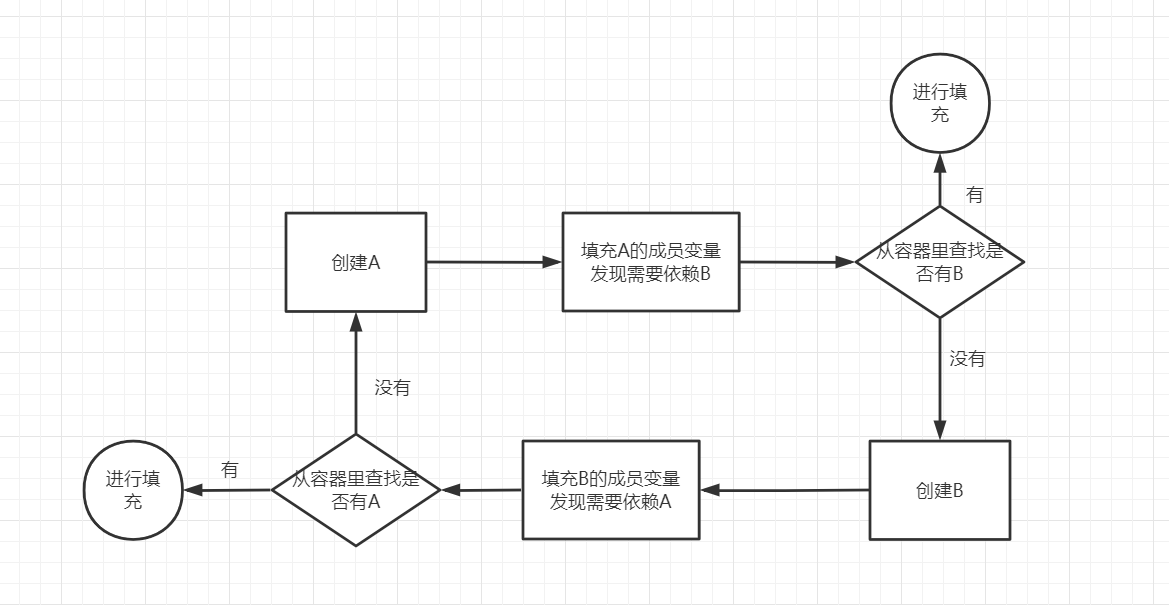 进行填
充
有
创建A
填充A的成员变量
发现需要依赖B
从容器里查找是
否有B
没有
没有
进行填
充
有
从容器里查找是
否有A
填充B的成员变量
发现需要依赖A
创建B